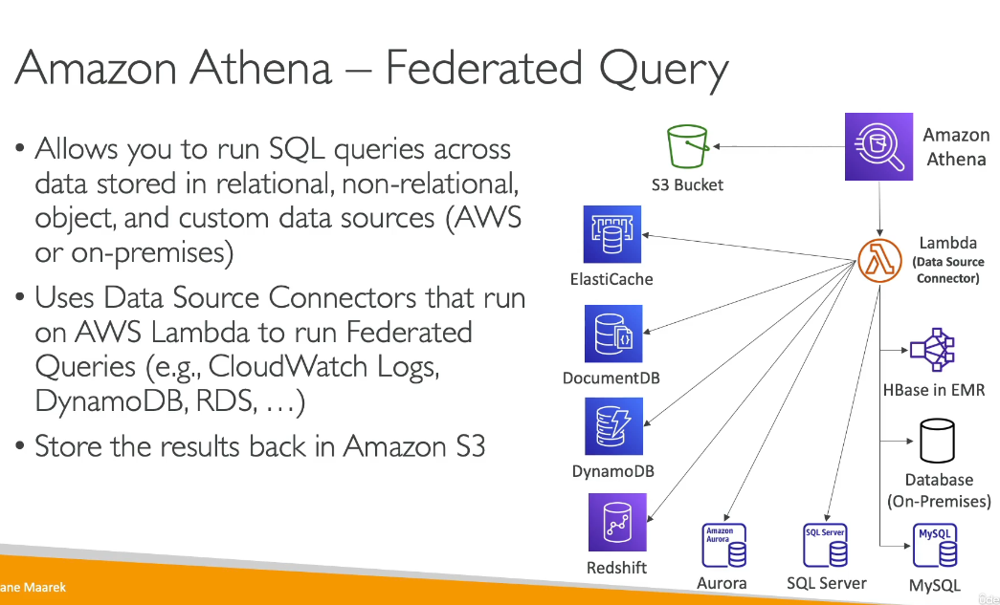 Amazon Athena – Federated Query
• Allows you to run SQL queries across
data stored in relational, non-relational,
object, and custom data sources (AWS
or on-premises)
• Uses Data Source Connectors that run
on AWS Lambda to run Federated
Queries (e.g., CloudWatch Logs,
DynamoDB, RDS, …)
• Store the results back in Amazon S3
S3 Bucket
Amazon
Athena
Lambda
(Data Source
Connector)
ElastiCache
DocumentDB
DynamoDB
Redshift
Amazon
Aurora
Aurora
SQL Server
SQL Server
HBase in EMR
Database
(On-Premises)
MySQL
MySQL
ane Maarek